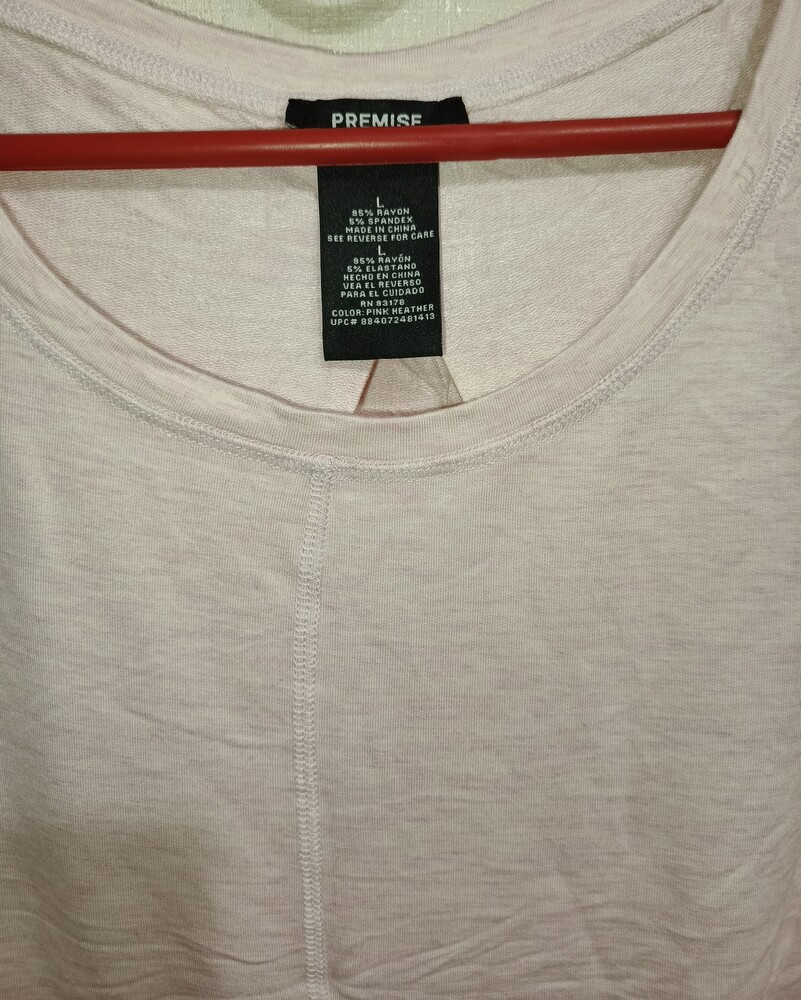 PREMISE
L
95% RAYON
5% SPANDEX
MADE IN CHINA
SEE REVERSE FOR CARE
L
95% RAYÓN
5% ELASTANO
HECHO EN CHINA
VEA EL REVERSO
PARA EL CUIDADO
RN 93178
COLOR: PINK HEATHER
UPC# 884072481413